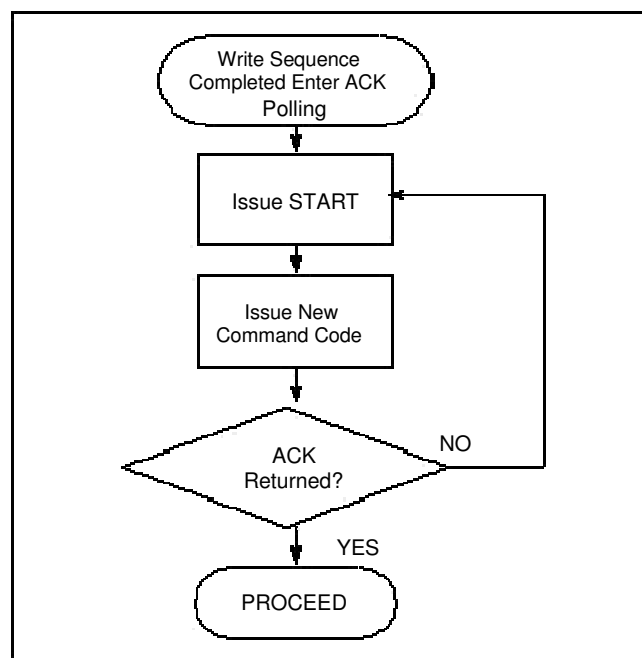 Write Sequence
Completed Enter ACK
Polling
Issue START
Issue New
Command Code
ACK
Returned?
NO
YES
PROCEED